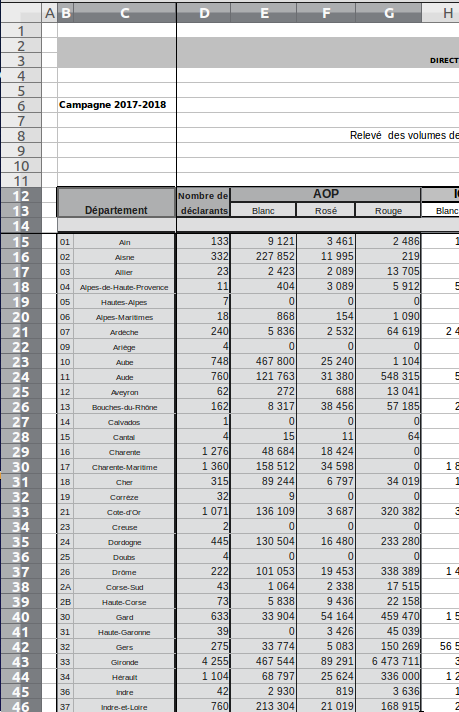 A B C D E F G H
1
2
3 DIRECT
4
5
6 Campagne 2017-2018
7
8 Relevé des volumes de
9
10
11
12 Nombre de AOP
13 Département déclarants Blanc Rosé Rouge Blanc
14
15 01 Ain 133 9 121 3 461 2 486 1
16 02 Aisne 332 227 852 11 995 219
17 03 Allier 23 2 423 2 089 13 705
18 04 Alpes-de-Haute-Provence 11 404 3 089 5 912 5
19 05 Hautes-Alpes 7 0 0 0
20 06 Alpes-Maritimes 18 868 154 1 090
21 07 Ardèche 240 5 836 2 532 64 619 2 4
22 09 Ariège 4 0 0 0
23 10 Aube 748 467 800 25 240 1 104
24 11 Aude 760 121 763 31 380 548 315 5
25 12 Aveyron 62 272 688 13 041
26 13 Bouches-du-Rhône 162 8 317 38 456 57 185 2
27 14 Calvados 1 0 0 0
28 15 Cantal 4 15 11 64
29 16 Charente 1 276 48 684 18 424 0
30 17 Charente-Maritime 1 360 158 512 34 598 0 1 8
31 18 Cher 315 89 244 6 797 34 019 1
32 19 Corrèze 32 9 0 0
33 21 Cote-d'Or 1 071 136 109 3 687 320 382 3
34 23 Creuse 2 0 0 0
35 24 Dordogne 445 130 504 16 480 233 280
36 25 Doubs 4 0 0 0
37 26 Drôme 222 101 053 19 453 338 389 1 4
38 2A Corse-Sud 43 1 064 2 338 17 515
39 2B Haute-Corse 73 5 838 9 436 22 158
40 30 Gard 633 33 904 54 164 459 470 1 5
41 31 Haute-Garonne 39 0 3 426 45 039
42 32 Gers 275 33 774 5 083 150 269 56 5
43 33 Gironde 4 255 467 544 89 291 6 473 711 3
44 34 Hérault 1 104 68 797 25 624 336 000 1 2
45 36 Indre 42 2 930 819 3 636 1
46 37 Indre-et-Loire 760 213 304 21 019 168 915 2